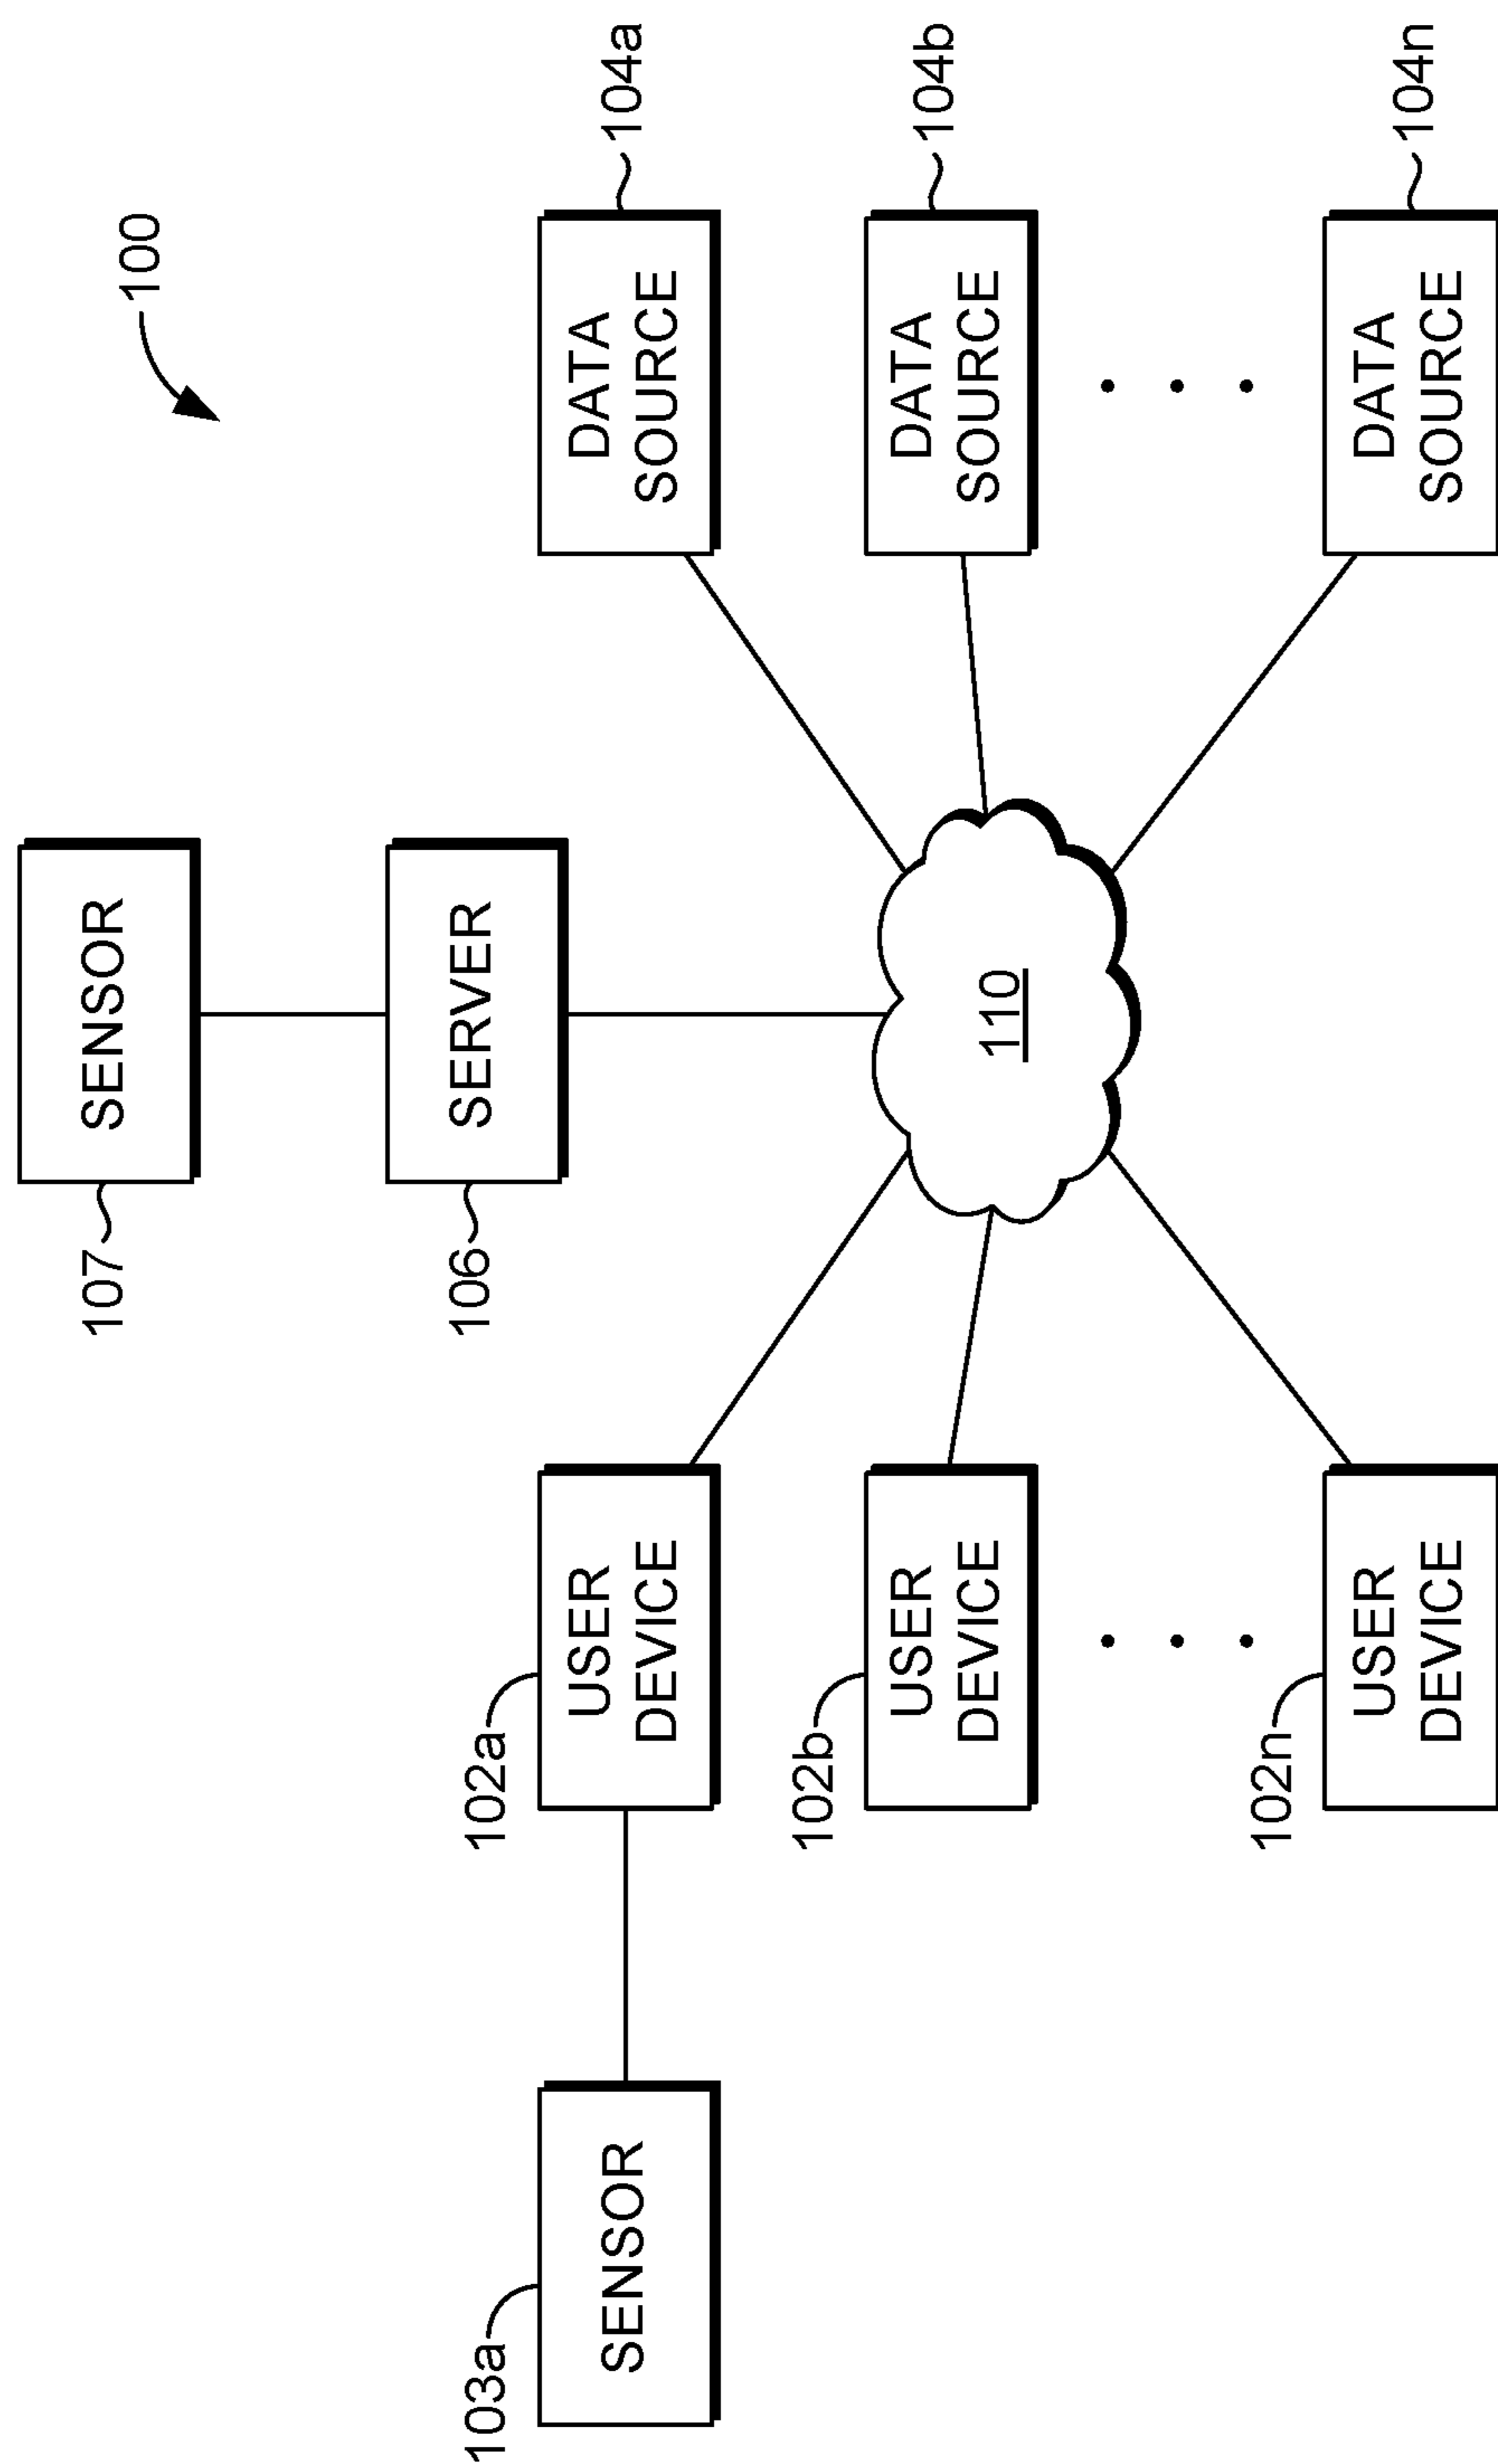 100
SENSOR
107
SERVER
106
103a
SENSOR
102a
USER
DEVICE
DATA
SOURCE
104a
110
102b
USER
DEVICE
DATA
SOURCE
104b
102n
USER
DEVICE
DATA
SOURCE
104n